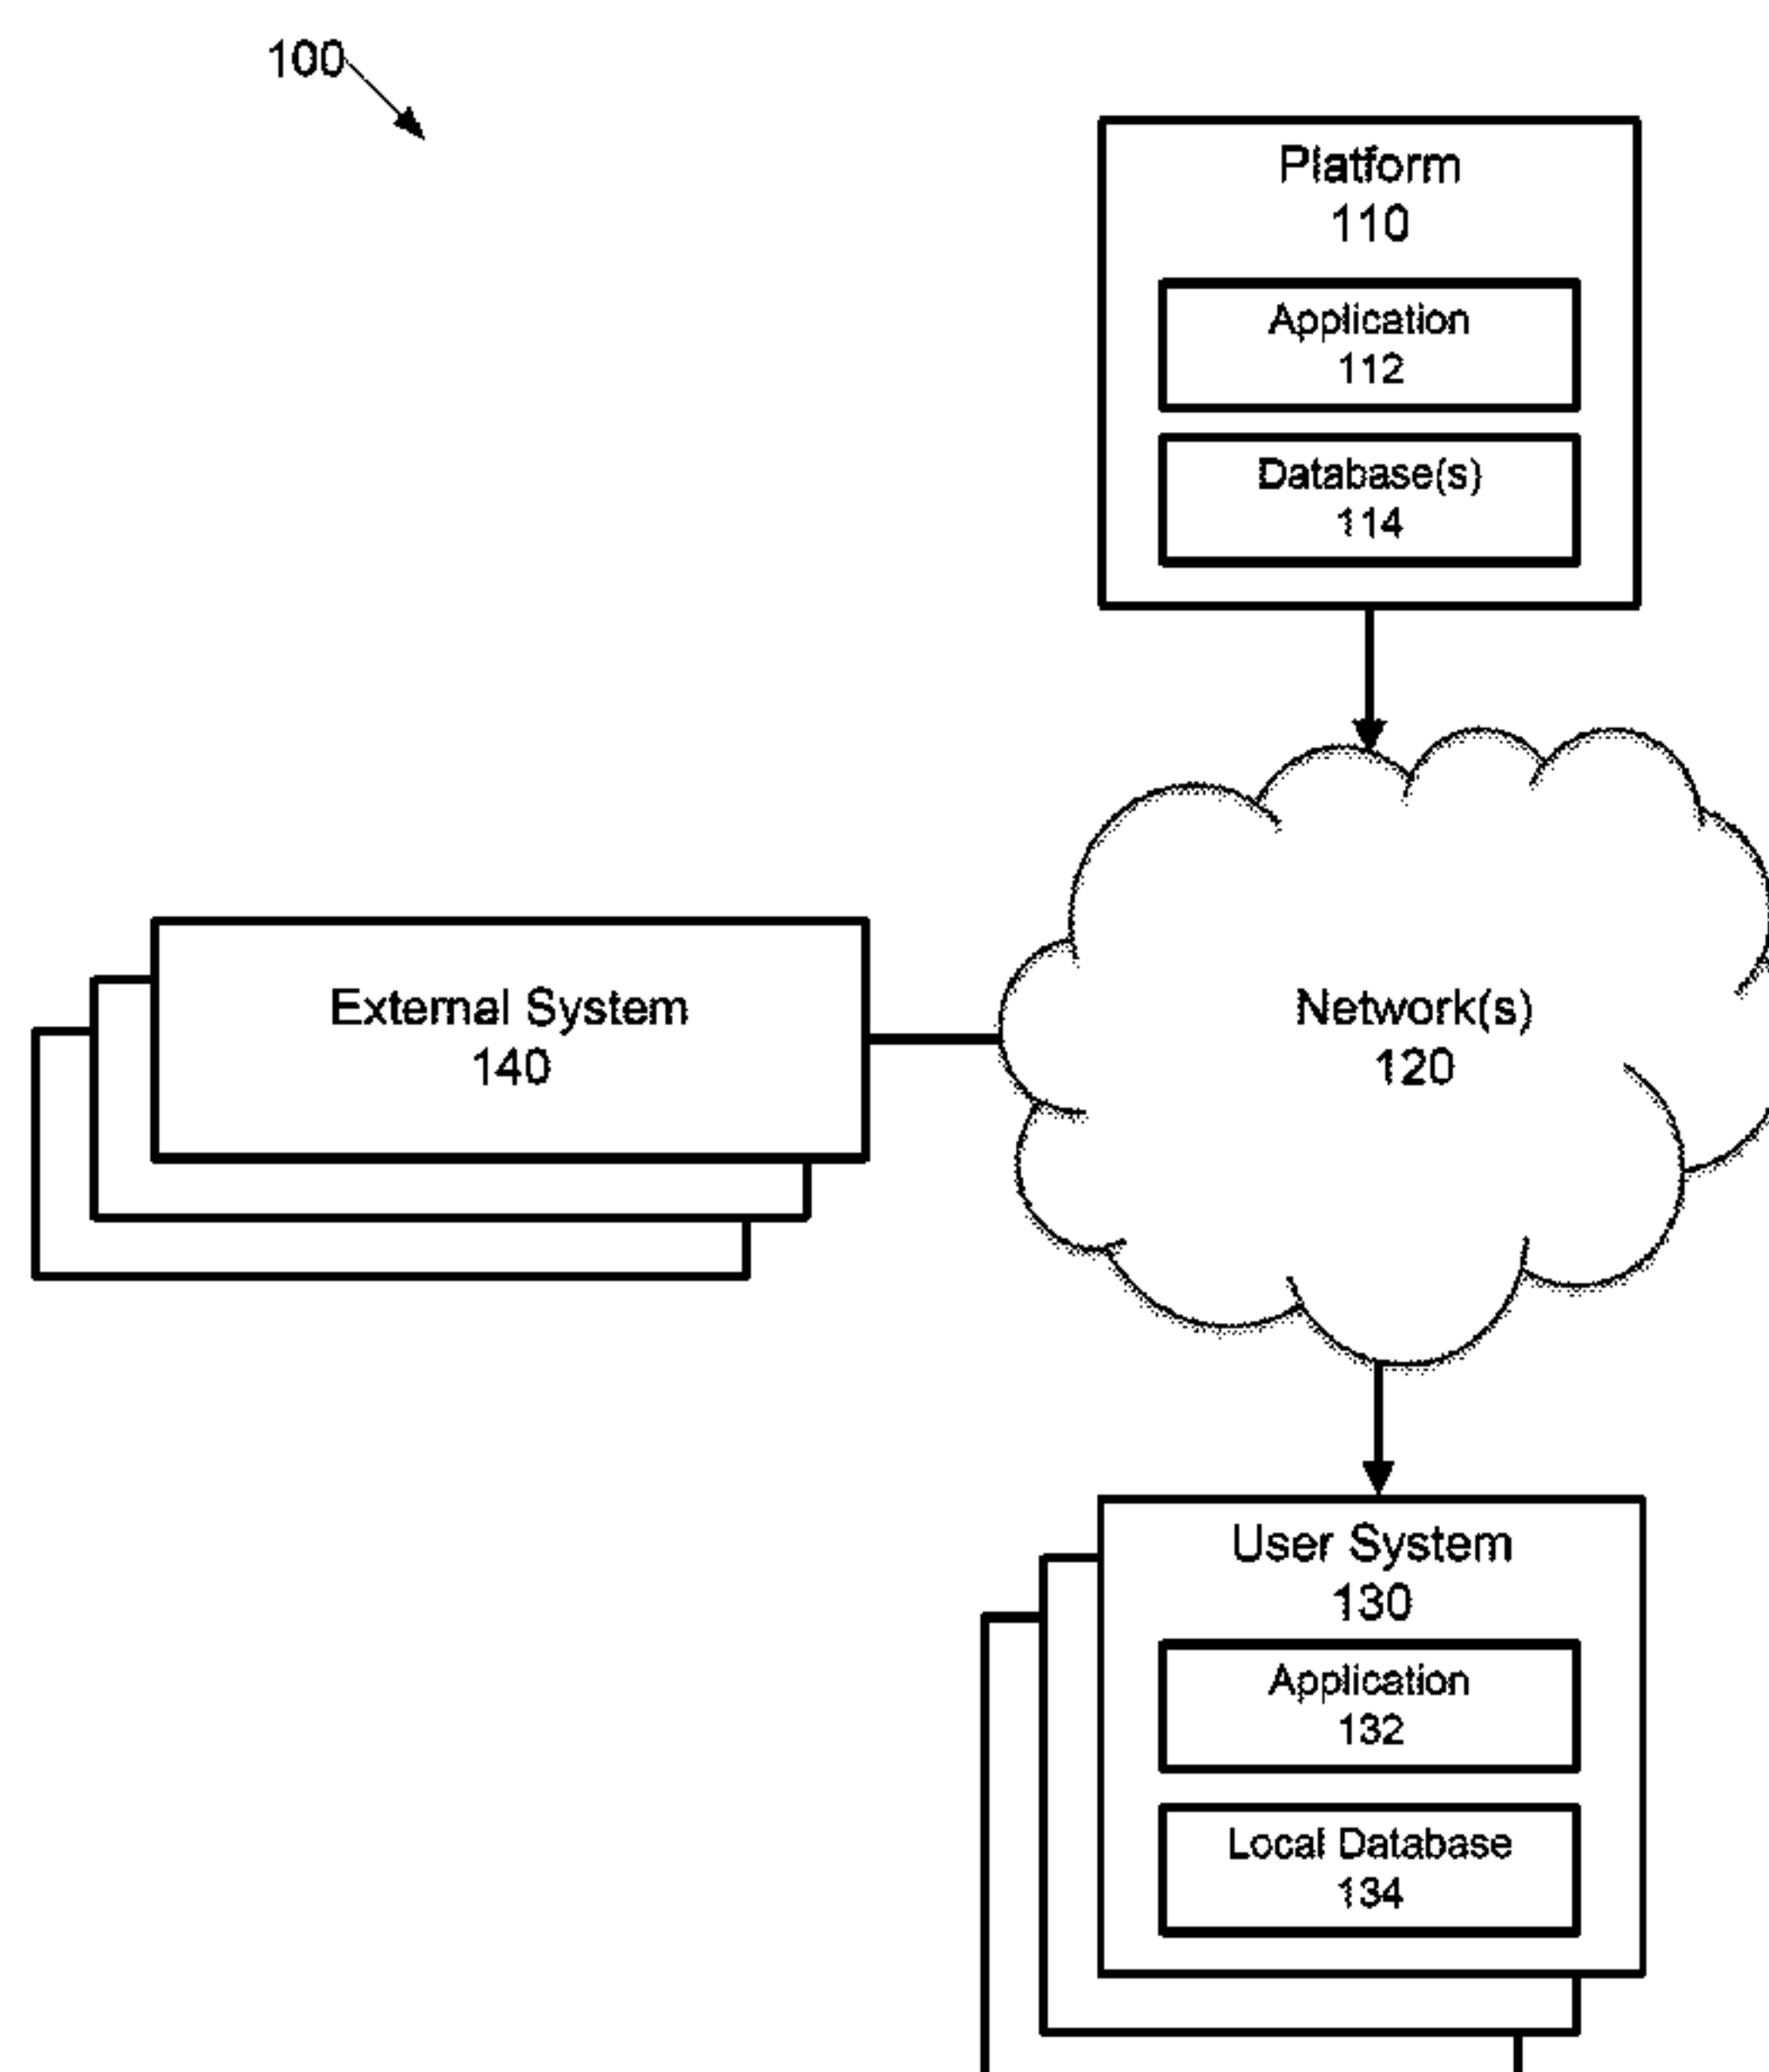 100
Platform
110
Application
112
Database(s)
114
External System
140
Network(s)
120
User System
130
Application
132
Local Database
134